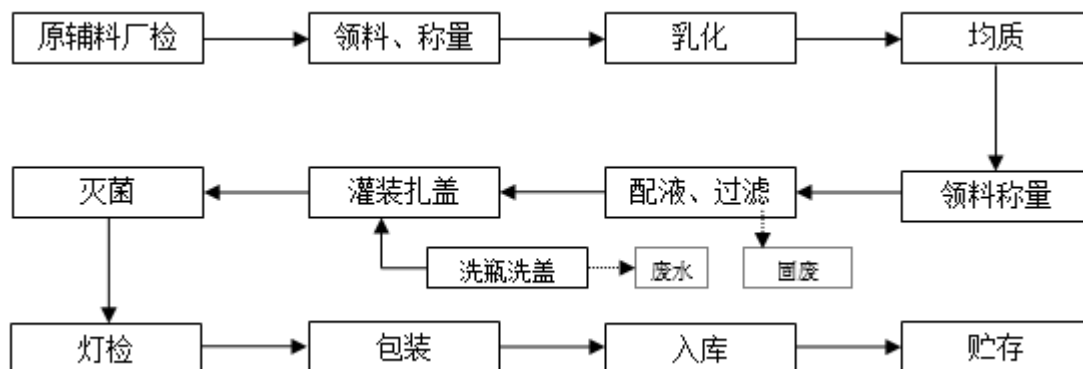 原辅料厂检
领料、称量
乳化
均质
灭菌
灌装扎盖
配液、过滤
领料称量
洗瓶洗盖
废水
固废
灯检
包装
入库
贮存